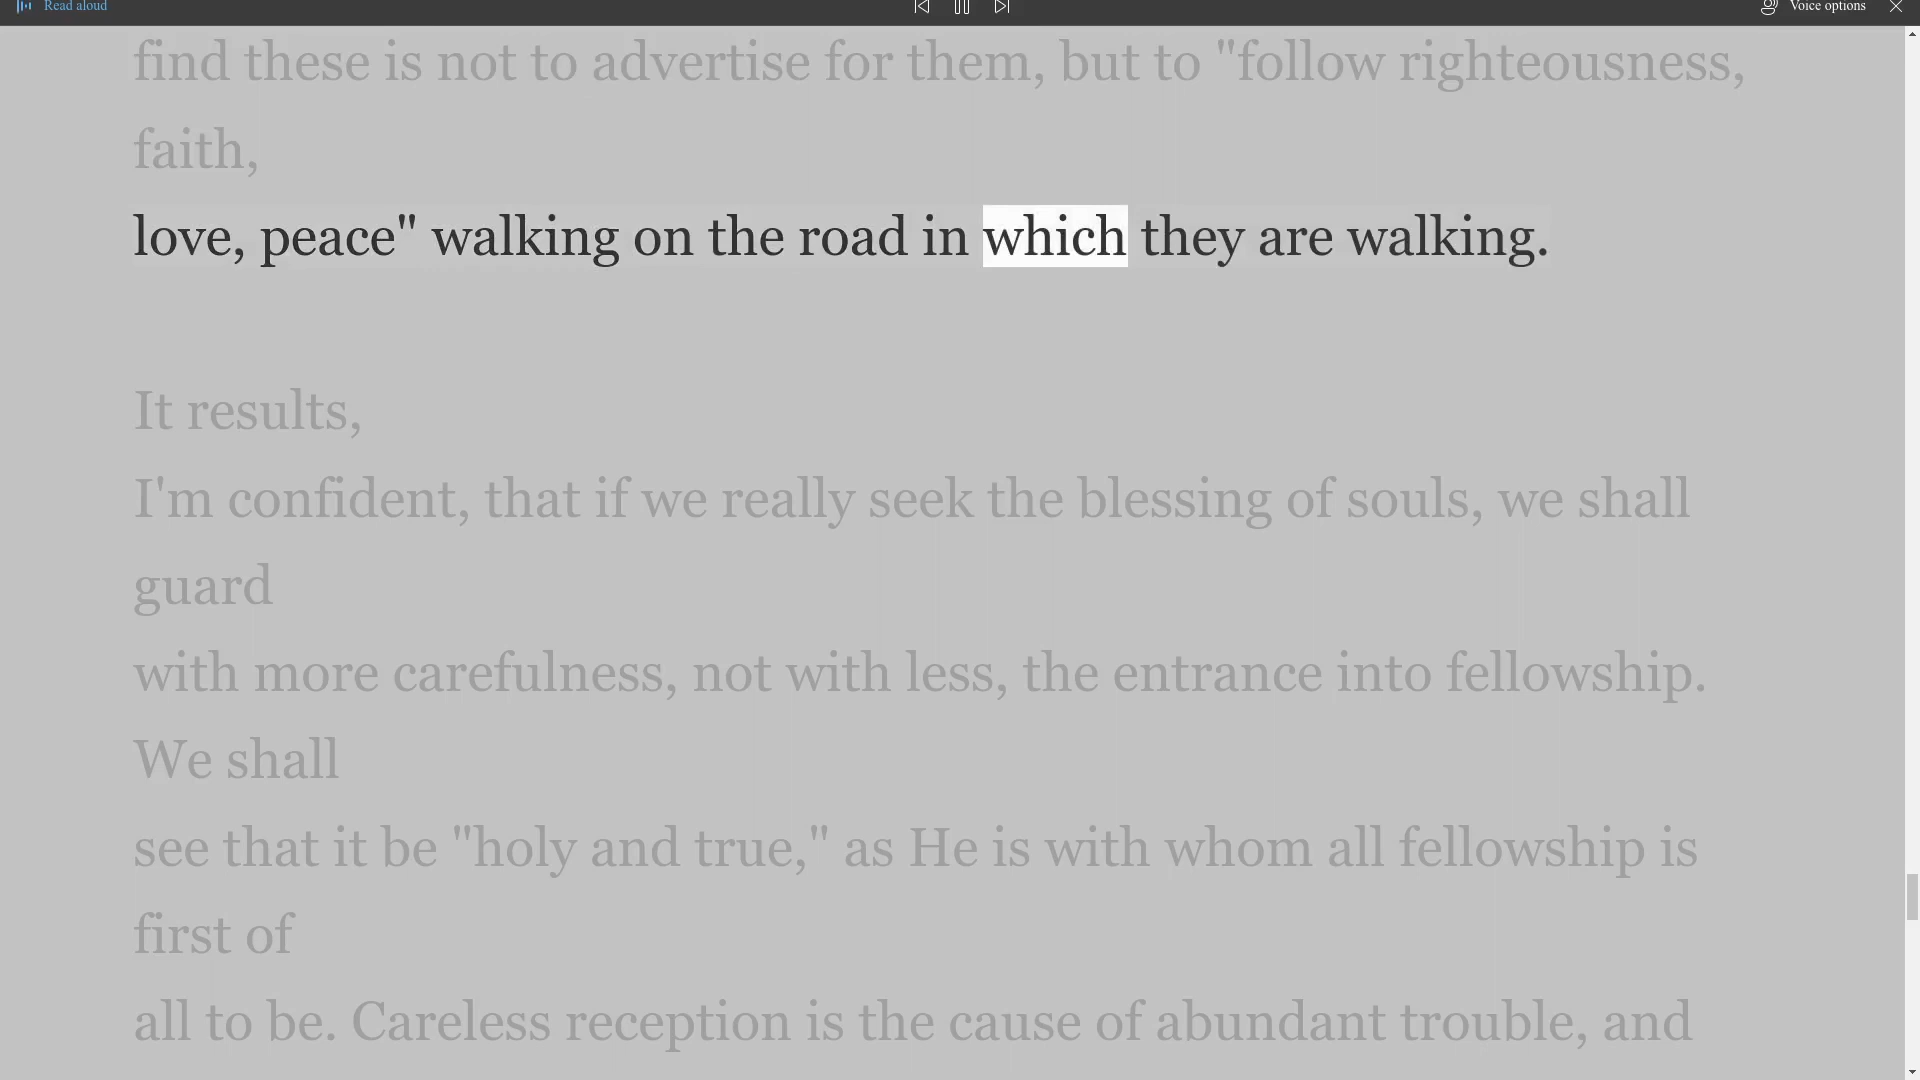 Read aloud
Voice options
find these is not to advertise for them, but to "follow righteousness,
faith,
love, peace" walking on the road in which they are walking.
It results,
I'm confident, that if we really seek the blessing of souls, we shall
guard
with more carefulness, not with less, the entrance into fellowship.
We shall
see that it be "holy and true," as He is with whom all fellowship is
first of
all to be. Careless reception is the cause of abundant trouble, and